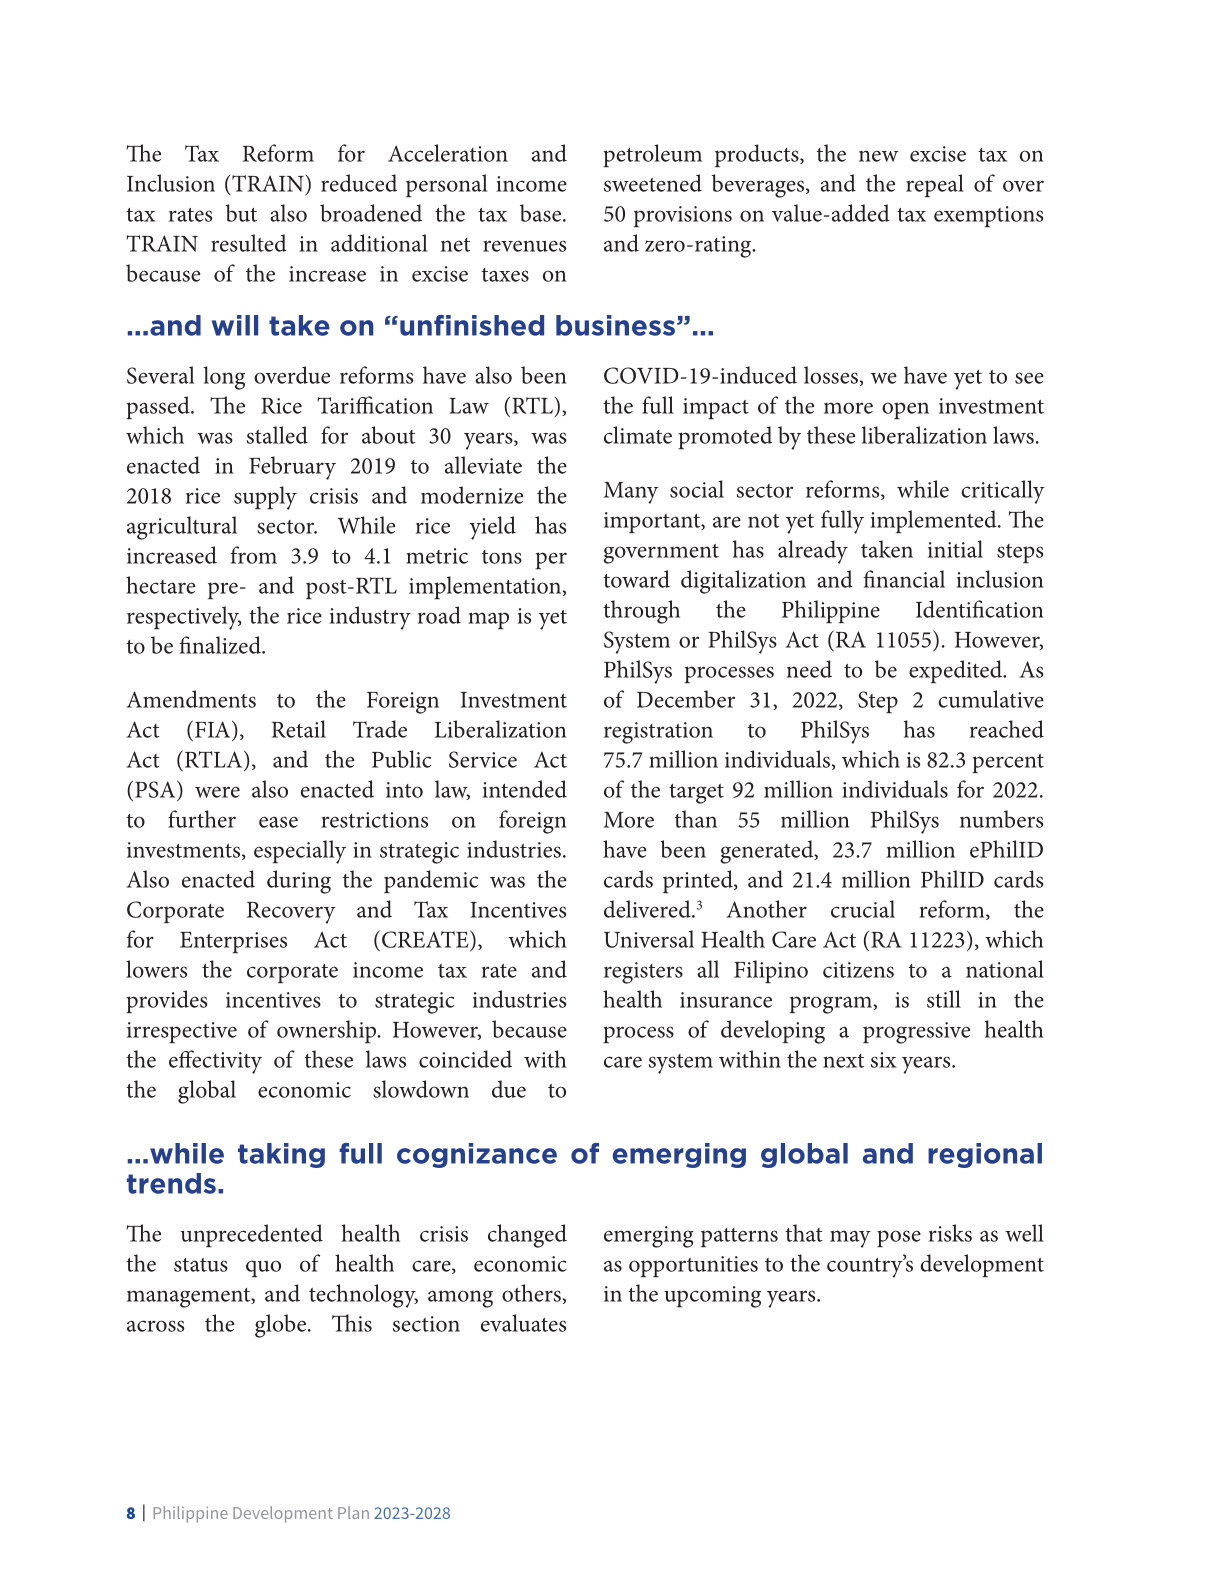 The Tax Reform for Acceleration and
Inclusion (TRAIN) reduced personal income
tax rates but also broadened the tax base.
TRAIN resulted in additional net revenues
because of the increase in excise taxes on
petroleum products, the new excise tax on
sweetened beverages, and the repeal of over
50 provisions on value-added tax exemptions
and zero-rating.
...and will take on “unfinished business”...
Several long overdue reforms have also been
passed. The Rice Tariffication Law (RTL),
which was stalled for about 30 years, was
enacted in February 2019 to alleviate the
2018 rice supply crisis and modernize the
agricultural sector. While rice yield has
increased from 3.9 to 4.1 metric tons per
hectare pre- and post-RTL implementation,
respectively, the rice industry road map is yet
to be finalized.
Amendments to the Foreign Investment
Act (FIA), Retail Trade Liberalization
Act (RTLA), and the Public Service Act
(PSA) were also enacted into law, intended
to further ease restrictions on foreign
investments, especially in strategic industries.
Also enacted during the pandemic was the
Corporate Recovery and Tax Incentives
for Enterprises Act (CREATE), which
lowers the corporate income tax rate and
provides incentives to strategic industries
irrespective of ownership. However, because
the effectivity of these laws coincided with
the global economic slowdown due to
COVID-19-induced losses, we have yet to see
the full impact of the more open investment
climate promoted by these liberalization laws.
Many social sector reforms, while critically
important, are not yet fully implemented. The
government has already taken initial steps
toward digitalization and financial inclusion
through the Philippine Identification
System or PhilSys Act (RA 11055). However,
PhilSys processes need to be expedited. As
of December 31, 2022, Step 2 cumulative
registration to PhilSys has reached
75.7 million individuals, which is 82.3 percent
of the target 92 million individuals for 2022.
More than 55 million PhilSys numbers
have been generated, 23.7 million ePhilID
cards printed, and 21.4 million PhilID cards
delivered.³ Another crucial reform, the
Universal Health Care Act (RA 11223), which
registers all Filipino citizens to a national
health insurance program, is still in the
process of developing a progressive health
care system within the next six years.
...while taking full cognizance of emerging global and regional
trends.
The unprecedented health crisis changed
the status quo of health care, economic
management, and technology, among others,
across the globe. This section evaluates
emerging patterns that may pose risks as well
as opportunities to the country’s development
in the upcoming years.
8 | Philippine Development Plan 2023-2028